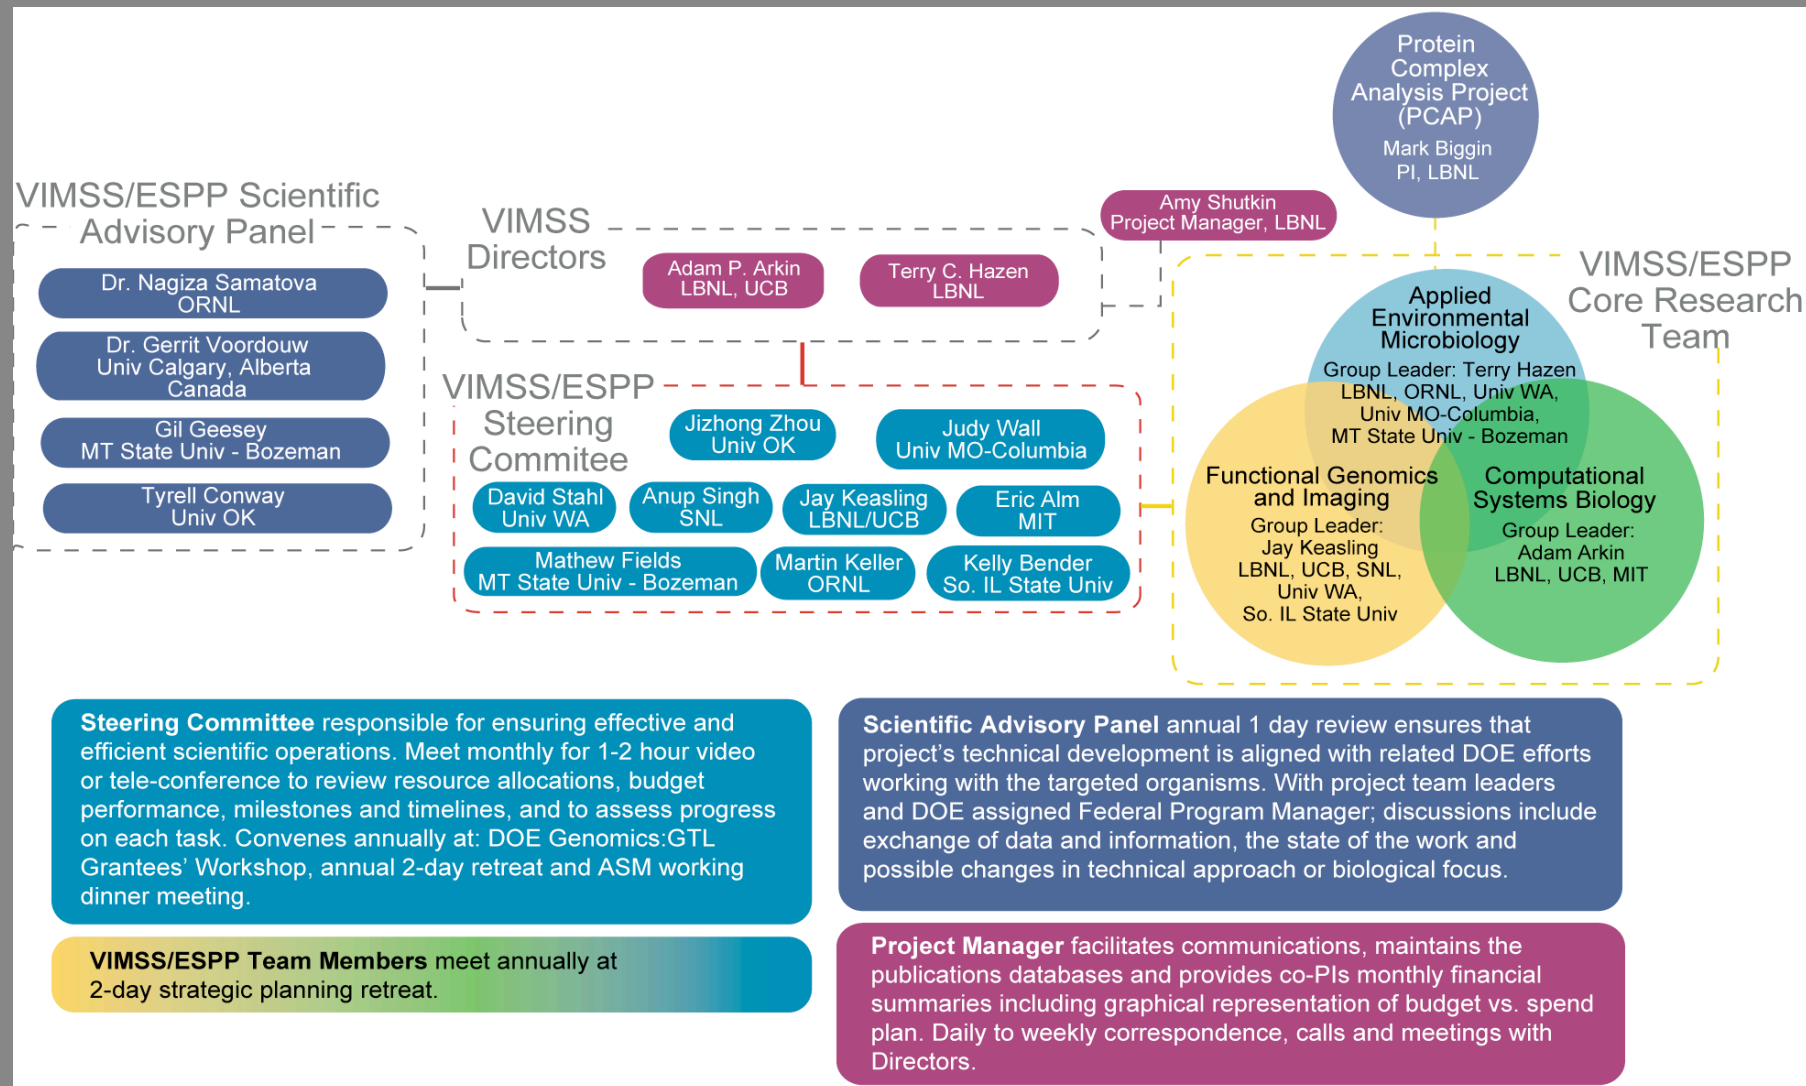 Protein
Complex
Analysis Project
(PCAP)
Mark Biggin
PI, LBNL
VIMSS/ESPP Scientific
Advisory Panel
Dr. Nagiza Samatova
ORNL
Dr. Gerrit Voordouw
Univ Calgary, Alberta
Canada
Gil Geesey
MT State Univ - Bozeman
Tyrell Conway
Univ OK
VIMSS
Directors
Adam P. Arkin
LBNL, UCB
Terry C. Hazen
LBNL
Amy Shutkin
Project Manager, LBNL
VIMSS/ESPP
Steering
Commitee
Jizhong Zhou
Univ OK
Judy Wall
Univ MO-Columbia
David Stahl
Univ WA
Anup Singh
SNL
Jay Keasling
LBNL/UCB
Eric Alm
MIT
Mathew Fields
MT State Univ - Bozeman
Martin Keller
ORNL
Kelly Bender
So. IL State Univ
VIMSS/ESPP
Core Research
Team
Applied
Environmental
Microbiology
Group Leader: Terry Hazen
LBNL, ORNL, Univ WA,
Univ MO-Columbia,
MT State Univ - Bozeman
Functional Genomics
and Imaging
Group Leader:
Jay Keasling
LBNL, UCB, SNL,
Univ WA,
So. IL State Univ
Computational
Systems Biology
Group Leader:
Adam Arkin
LBNL, UCB, MIT
Steering Committee responsible for ensuring effective and
efficient scientific operations. Meet monthly for 1-2 hour video
or tele-conference to review resource allocations, budget
performance, milestones and timelines, and to assess progress
on each task. Convenes annually at: DOE Genomics:GTL
Grantees' Workshop, annual 2-day retreat and ASM working
dinner meeting.
VIMSS/ESPP Team Members meet annually at
2-day strategic planning retreat.
Scientific Advisory Panel annual 1 day review ensures that
project's technical development is aligned with related DOE efforts
working with the targeted organisms. With project team leaders
and DOE assigned Federal Program Manager; discussions include
exchange of data and information, the state of the work and
possible changes in technical approach or biological focus.
Project Manager facilitates communications, maintains the
publications databases and provides co-PIs monthly financial
summaries including graphical representation of budget vs. spend
plan. Daily to weekly correspondence, calls and meetings with
Directors.